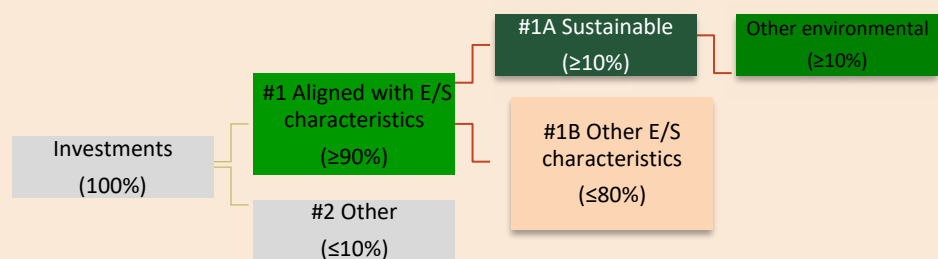 Investments
(100%)
#1 Aligned with E/S
characteristics
(≥90%)
#2 Other
(≤10%)
#1A Sustainable
(≥10%)
#1B Other E/S
characteristics
(≤80%)
Other environmental
(≥10%)